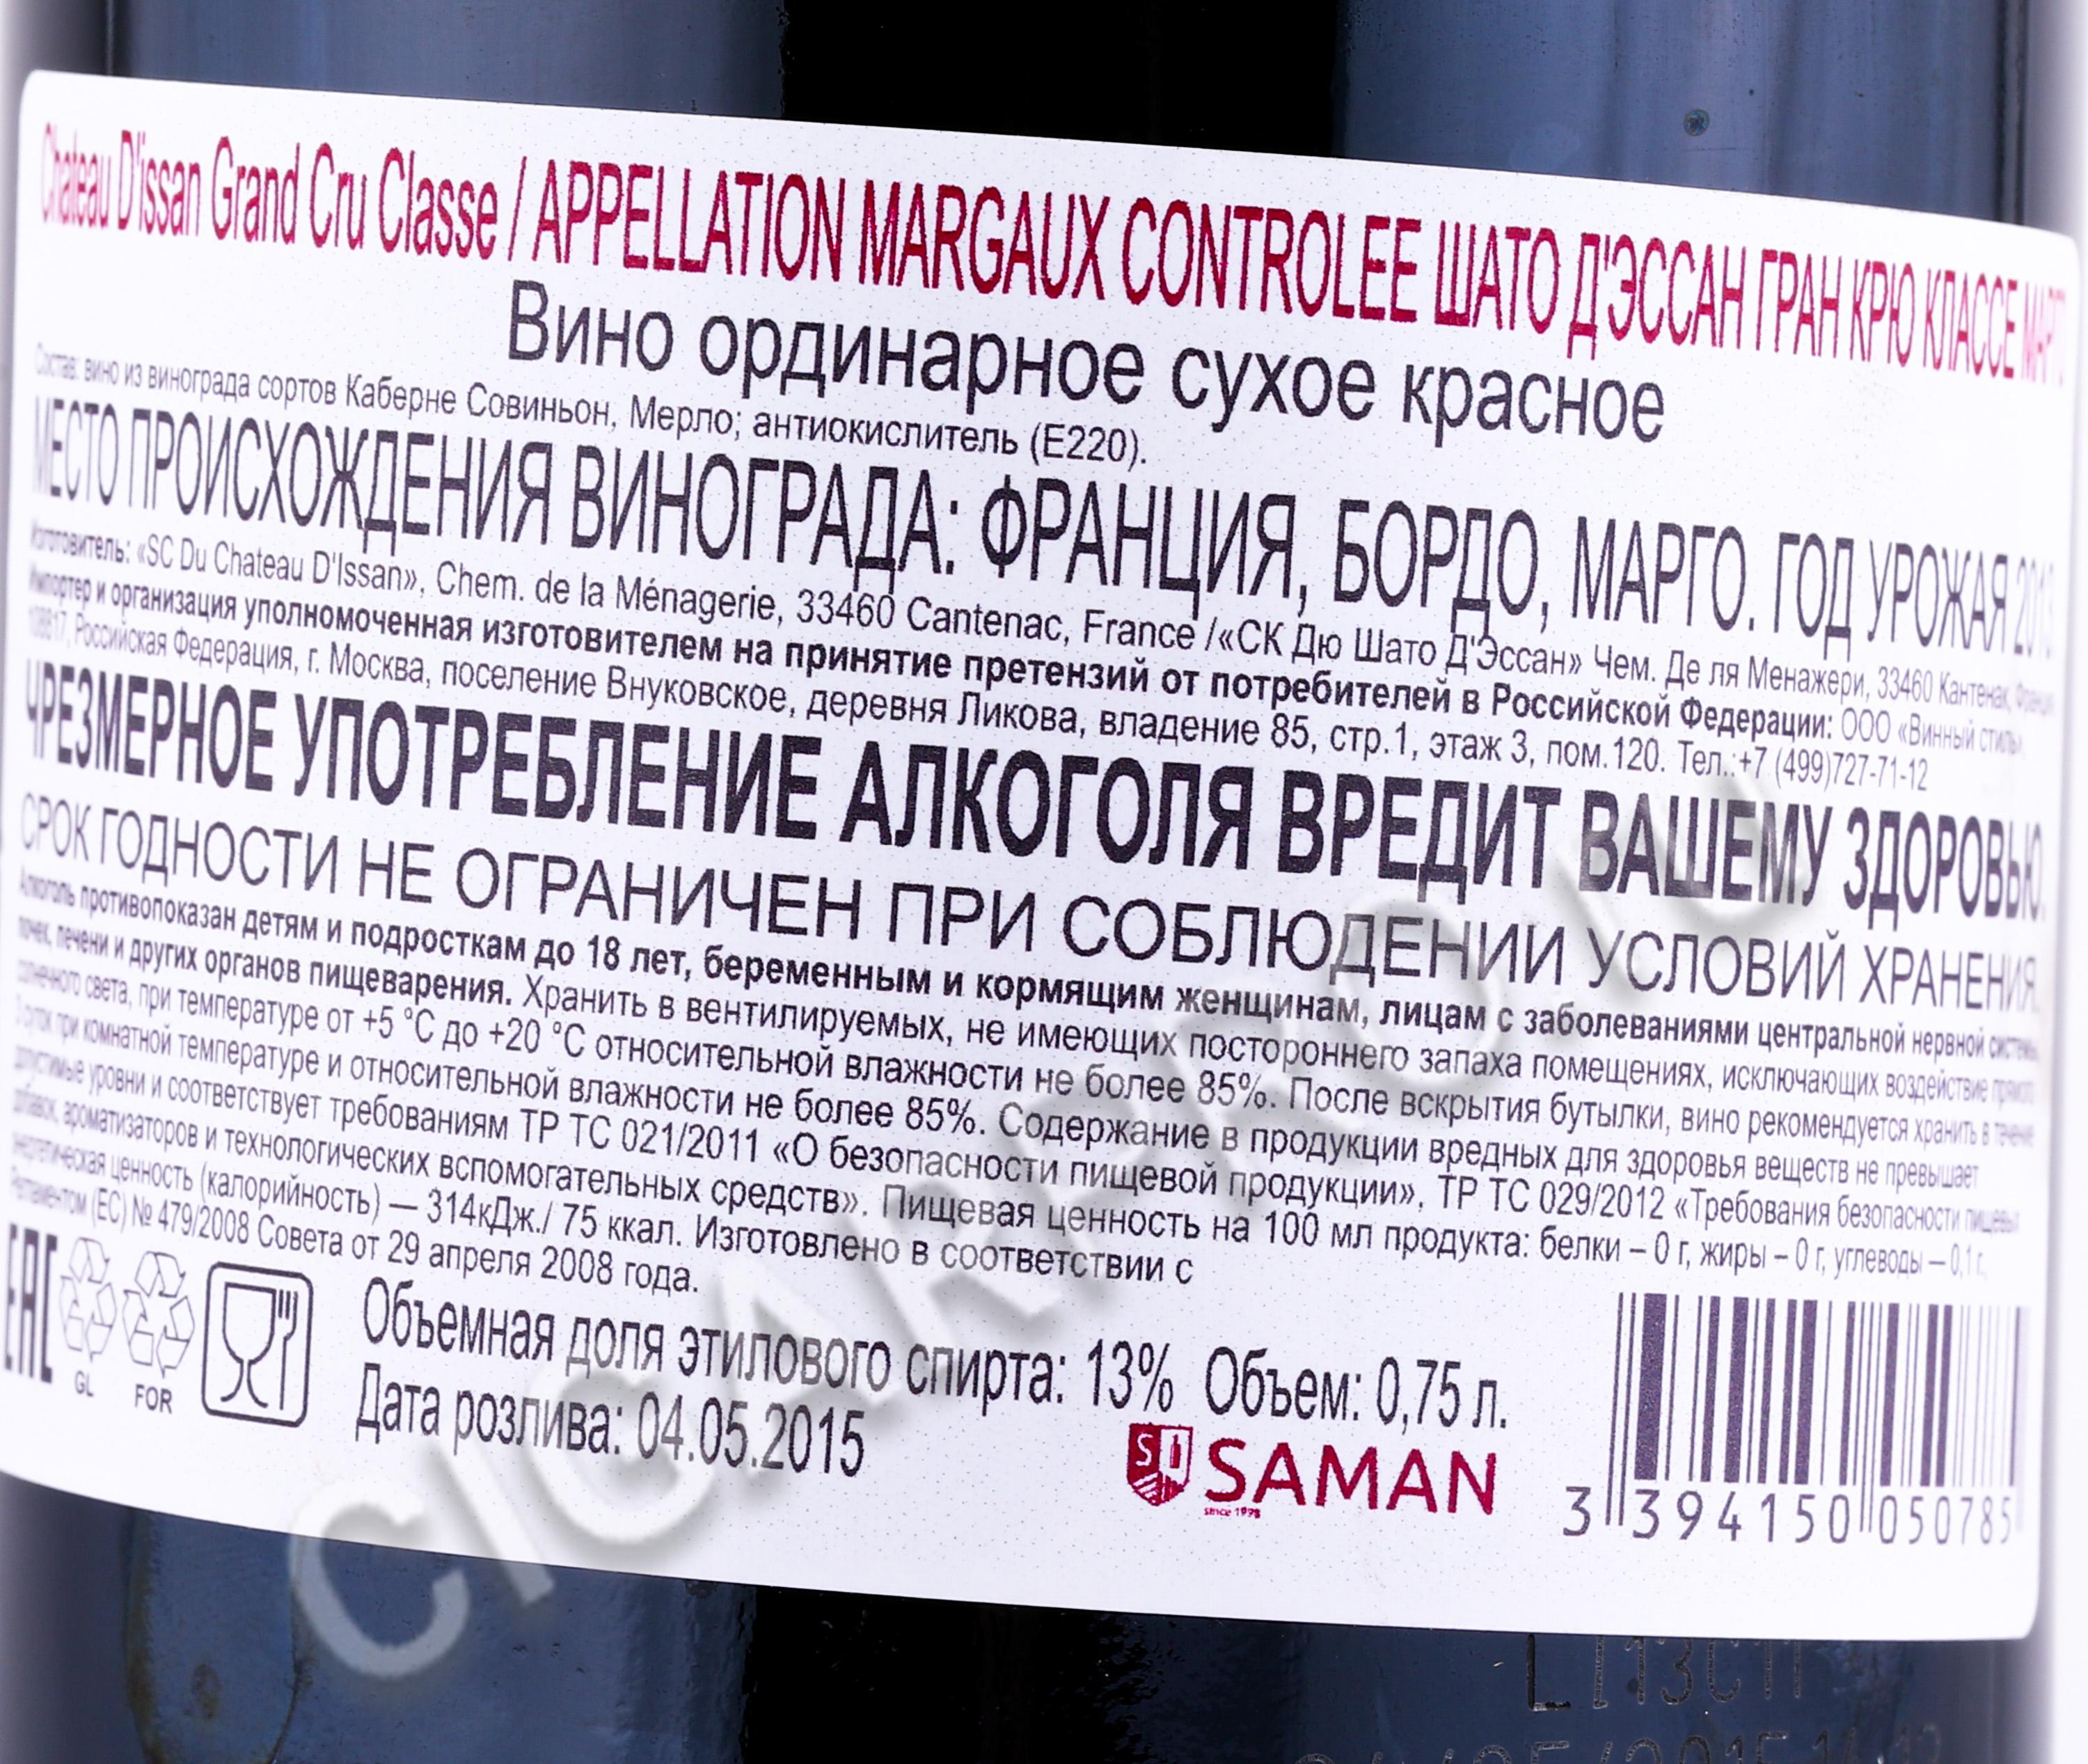 Chateau D'issan Grand Cru Classe / APPELLATION MARGAUX CONTROLEE ШАТО Д'ЭССАН ГРАН КРЮ КЛАССЕ
Вино ординарное сухое красное
Состав: вино из винограда сортов Каберне Совиньон, Мерло; антиокислитель (Е220).
МЕСТО ПРОИСХОЖДЕНИЯ ВИНОГРАДА: ФРАНЦИЯ, БОРДО, МАРГО. ГОД УРОЖАЯ
Изготовитель: «SC Du Chateau D'Issan», Chem. de la Ménagerie, 33460 Cantenac, France /«СК Дю Шато Д'Эссан» Чем. Де ля Менажери, 33460 Кантенак,
Импортер и организация уполномоченная изготовителем на принятие претензий от потребителей в Российской Федерации: ООО «Винный стиль».
108817, Российская Федерация, г. Москва, поселение Внуковское, деревня Ликова, владение 85, стр.1, этаж 3, пом.120. Тел.:+7 (499)727-71-12
ЧРЕЗМЕРНОЕ УПОТРЕБЛЕНИЕ АЛКОГОЛЯ ВРЕДИТ ВАШЕМУ ЗДОРОВЬЮ.
СРОК ГОДНОСТИ НЕ ОГРАНИЧЕН ПРИ СОБЛЮДЕНИИ УСЛОВИЙ ХРАНЕНИЯ.
Алкоголь противопоказан детям и подросткам до 18 лет, беременным и кормящим женщинам, лицам с заболеваниями центральной нервной системы,
почек, печени и других органов пищеварения. Хранить в вентилируемых, не имеющих постороннего запаха помещениях, исключающих воздействие прямого
солнечного света, при температуре от +5 °С до +20 °С относительной влажности не более 85%. После вскрытия бутылки, вино рекомендуется хранить в течение
3 суток при комнатной температуре и относительной влажности не более 85%. Содержание в продукции вредных для здоровья веществ не превышает
допустимые уровни и соответствует требованиям ТР ТС 021/2011 «О безопасности пищевой продукции», ТР ТС 029/2012 «Требования безопасности пищевых
добавок, ароматизаторов и технологических вспомогательных средств». Пищевая ценность на 100 мл продукта: белки – 0 г, жиры – 0 г, углеводы – 0,1 г,
энергетическая ценность (калорийность) — 314кДж./ 75 ккал. Изготовлено в соответствии с
Регламентом (ЕС) № 479/2008 Совета от 29 апреля 2008 года.
EAC
GL
FOR
Объемная доля этилового спирта: 13% Объем: 0,75 л.
Дата розлива: 04.05.2015
SAMAN
since 1998
3 394150 050785
CIGARPRO.ru